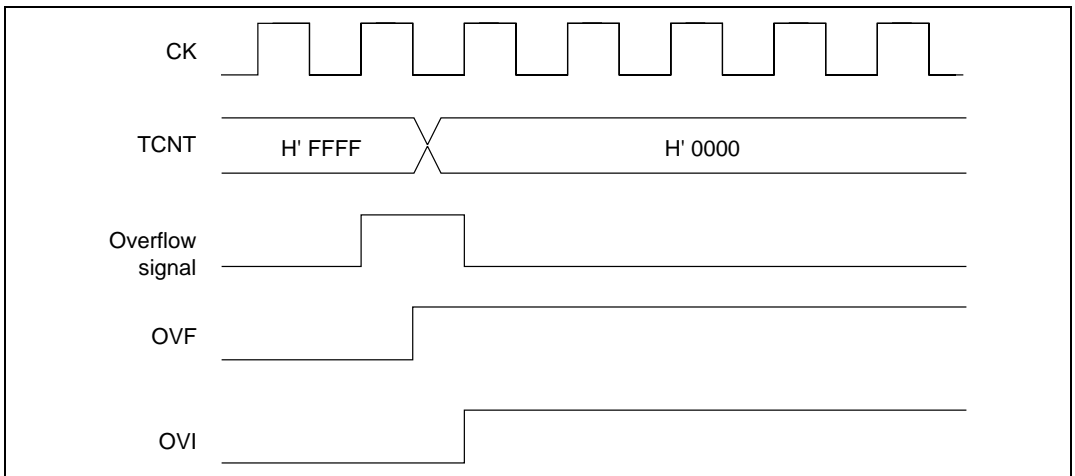 CK
TCNT
H' FFFF
H' 0000
Overflow
signal
OVF
OVI